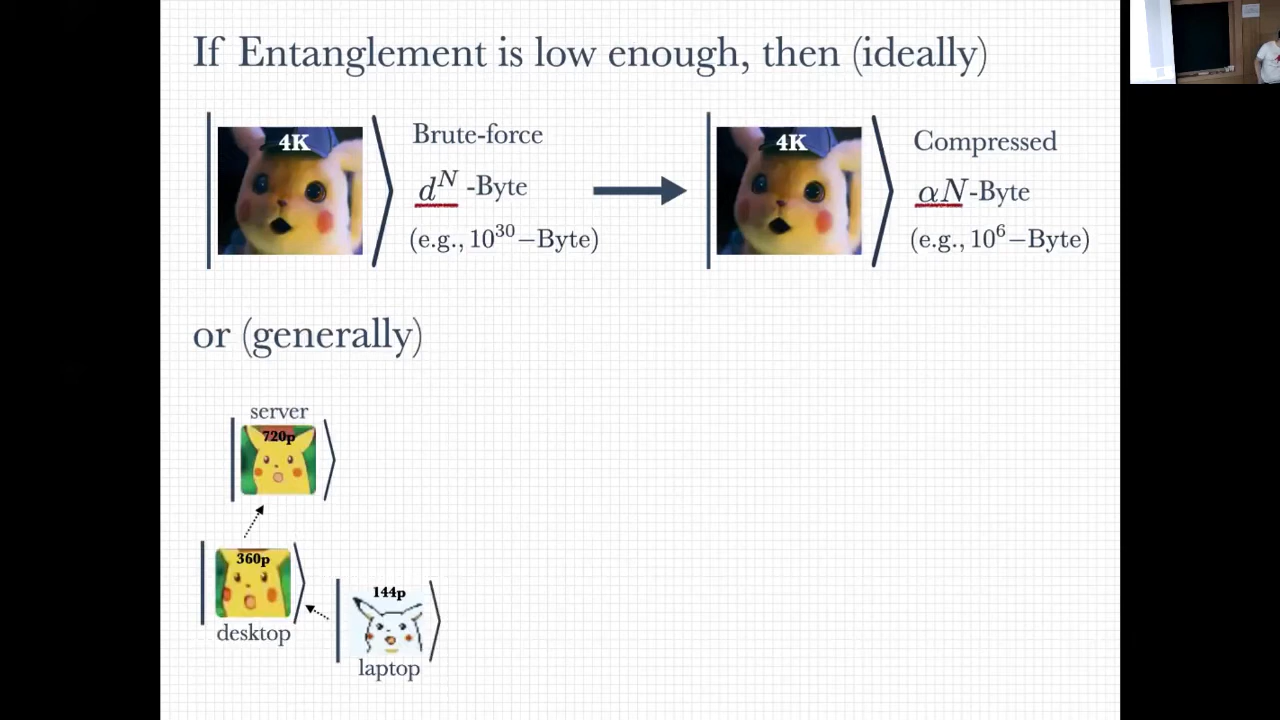 If Entanglement is low enough, then (ideally)
4K
Brute-force
d^N -Byte
(e.g., 10^30−Byte)
4K
Compressed
αN-Byte
(e.g., 10^6−Byte)
or (generally)
server
720p
360p
desktop
144p
laptop